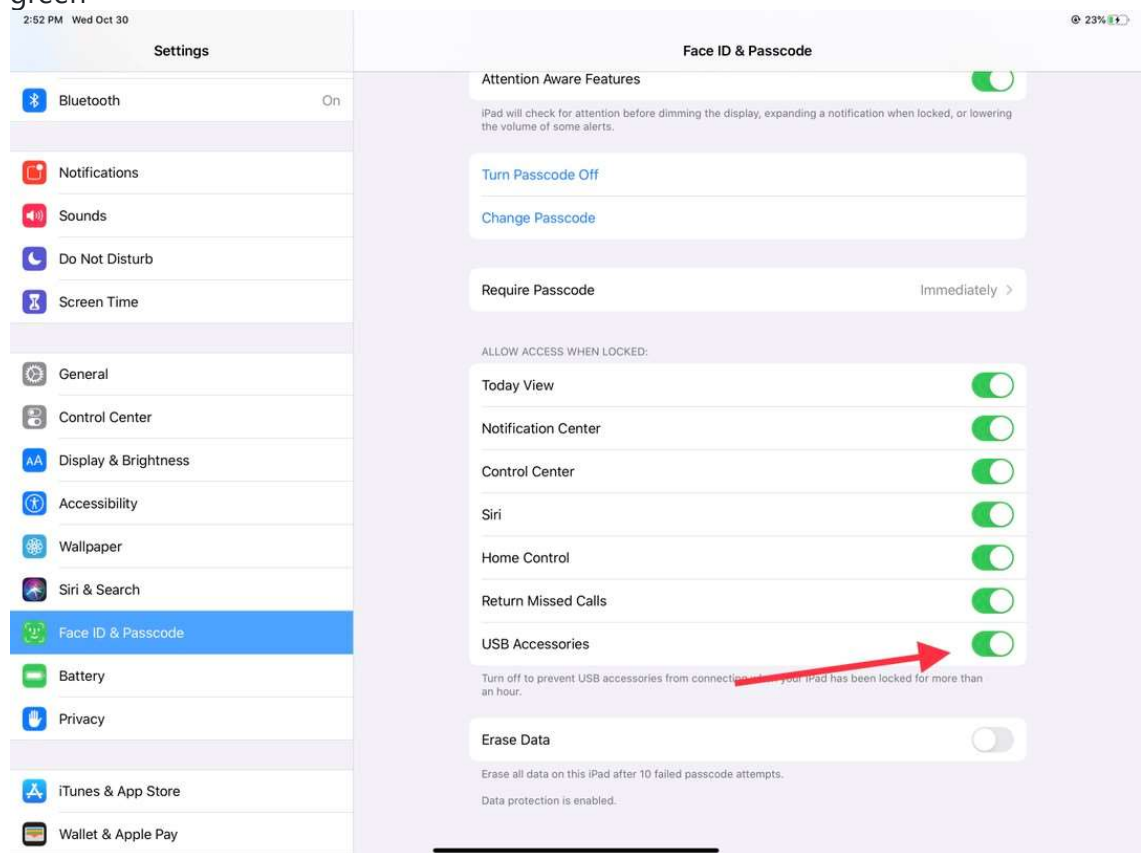 green
2:52 PM Wed Oct 30
23%
Settings
Face ID & Passcode
Bluetooth
On
Notifications
Sounds
Do Not Disturb
Screen Time
General
Control Center
AA
Display & Brightness
Accessibility
Wallpaper
Siri & Search
Face ID & Passcode
Battery
Privacy
iTunes & App Store
Wallet & Apple Pay
Attention Aware Features
iPad will check for attention before dimming the display, expanding a notification when locked, or lowering
the volume of some alerts.
Turn Passcode Off
Change Passcode
Require Passcode
Immediately >
ALLOW ACCESS WHEN LOCKED:
Today View
Notification Center
Control Center
Siri
Home Control
Return Missed Calls
USB Accessories
Turn off to prevent USB accessories from connecting when your iPad has been locked for more than
an hour.
Erase Data
Erase all data on this iPad after 10 failed passcode attempts.
Data protection is enabled.